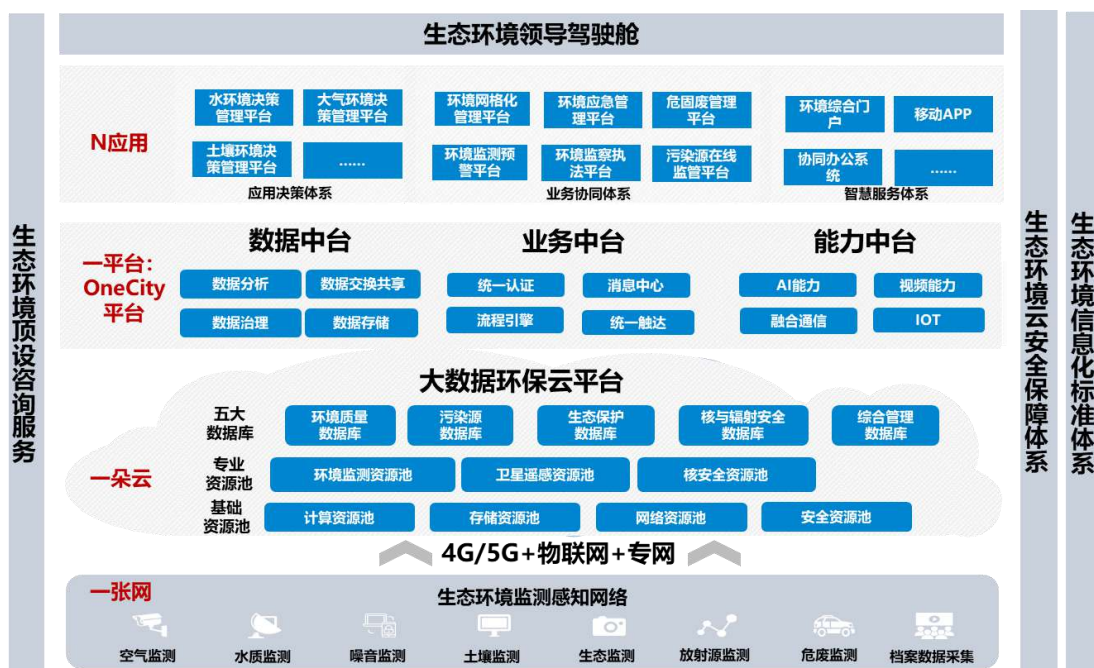 生态环境领导驾驶舱
N应用
水环境决策
管理平台
大气环境决
策管理平台
土壤环境决
策管理平台
......
应用决策体系
环境网格化
管理平台
环境应急管
理平台
危固废管理
平台
环境监测预
警平台
环境监察执
法平台
污染源在线
监管平台
业务协同体系
环境综合门
户
移动APP
协同办公系
统
......
智慧服务体系
一平台:
OneCity
平台
数据中台
数据分析
数据交换共享
数据治理
数据存储
业务中台
统一认证
消息中心
流程引擎
统一触达
能力中台
AI能力
视频能力
融合通信
IOT
一朵云
大数据环保云平台
五大
数据库
环境质量
数据库
污染源
数据库
生态保护
数据库
核与辐射安全
数据库
综合管理
数据库
专业
资源池
环境监测资源池
卫星遥感资源池
核安全资源池
基础
资源池
计算资源池
存储资源池
网络资源池
安全资源池
4G/5G+物联网+专网
一张网
生态环境监测感知网络
空气监测
水质监测
噪音监测
土壤监测
生态监测
放射源监测
危废监测
档案数据采集
生态环境顶设咨询服务
生态环境云安全保障体系
生态环境信息化标准体系